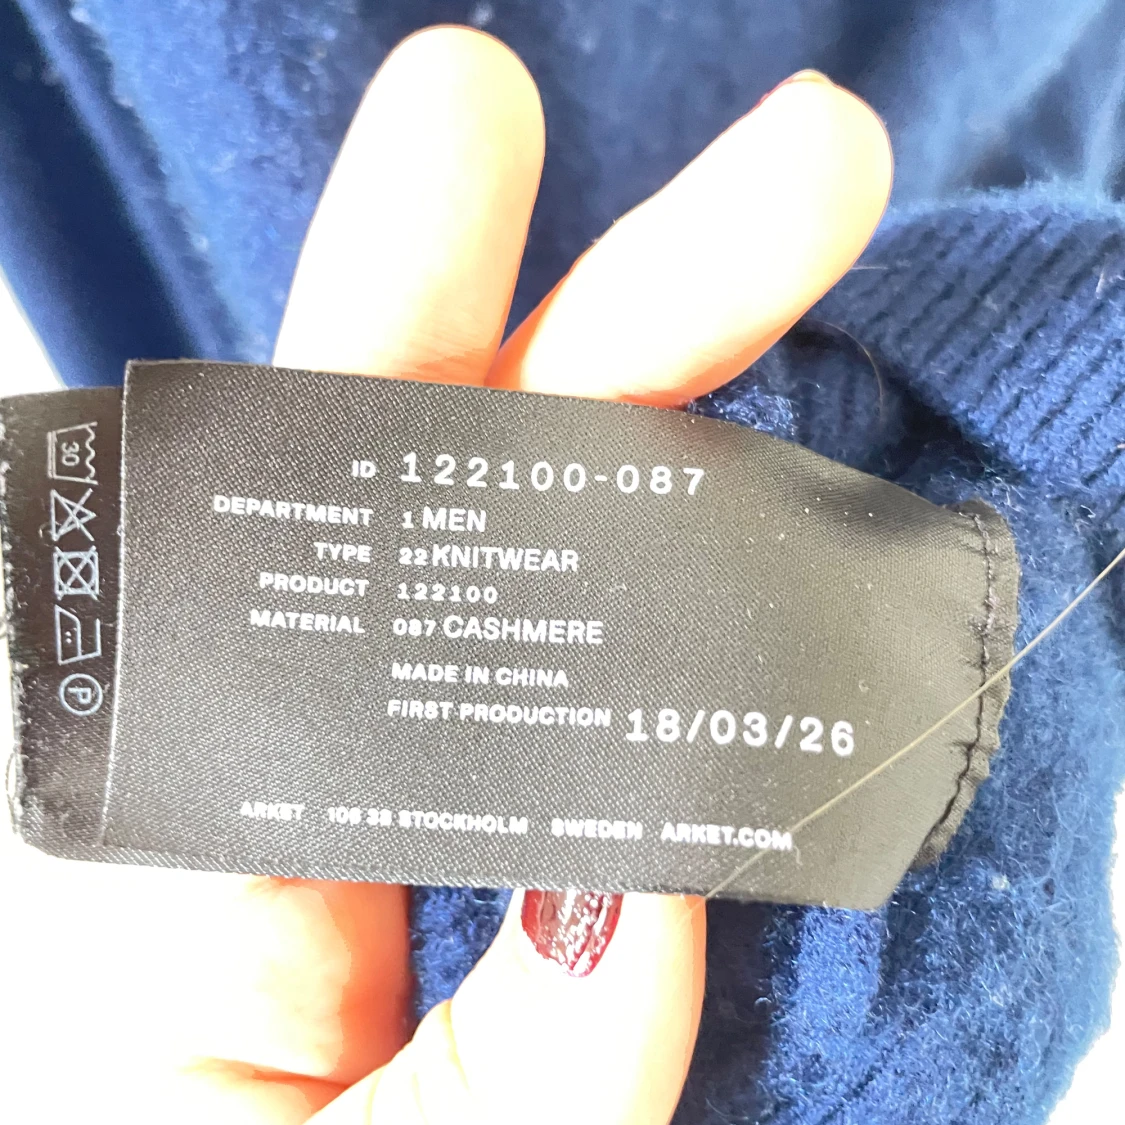 ID 122100-087
DEPARTMENT 1 MEN
TYPE 22 KNITWEAR
PRODUCT 122100
MATERIAL 087 CASHMERE
MADE IN CHINA
FIRST PRODUCTION 18/03/26
ARKET 106 38 STOCKHOLM SWEDEN ARKET.COM
30
P